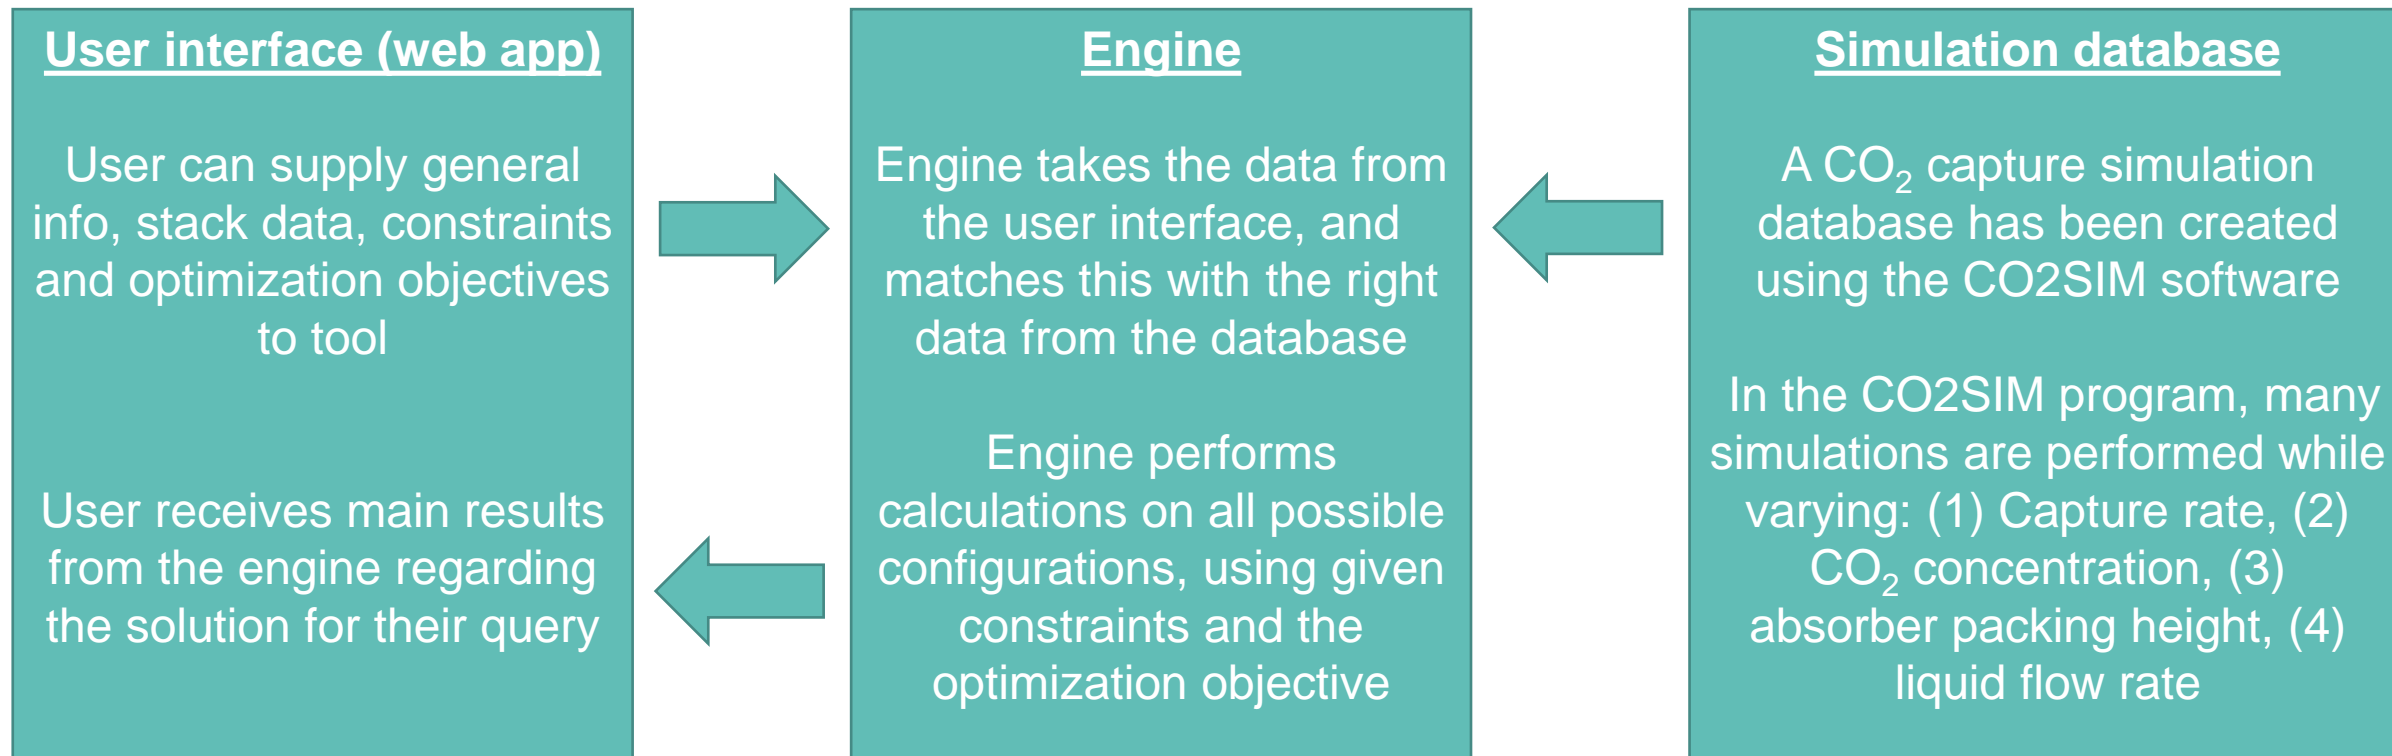 User interface (web app)
User can supply general
info, stack data, constraints
and optimization objectives
to tool
User receives main results
from the engine regarding
the solution for their query
Engine
Engine takes the data from
the user interface, and
matches this with the right
data from the database
Engine performs
calculations on all possible
configurations, using given
constraints and the
optimization objective
Simulation database
A CO₂ capture simulation
database has been created
using the CO2SIM software
In the CO2SIM program, many
simulations are performed while
varying: (1) Capture rate, (2)
CO₂ concentration, (3)
absorber packing height, (4)
liquid flow rate